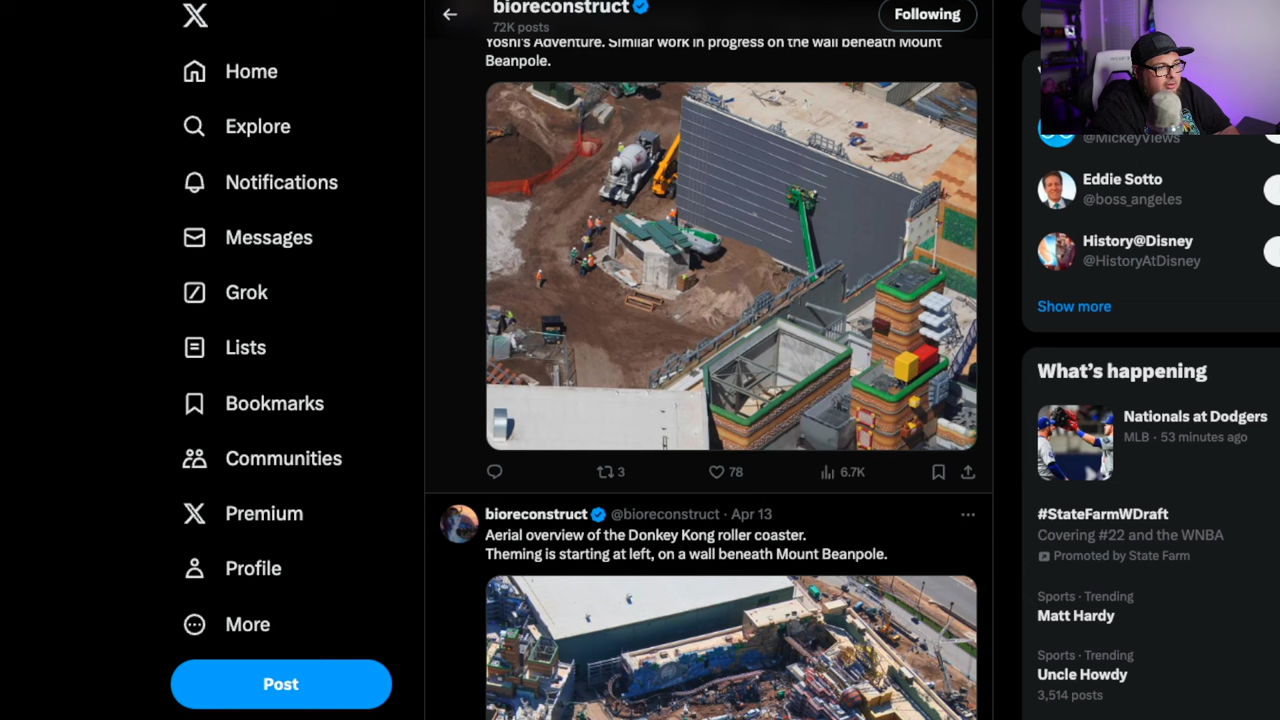 Home
Explore
Notifications
Messages
Grok
Lists
Bookmarks
Communities
Premium
Profile
More
Post
bioreconstruct
72K posts
Following
Yoshi's Adventure. Similar work in progress on the wall beneath Mount
Beanpole.
3
78
6.7K
bioreconstruct @bioreconstruct · Apr 13
Aerial overview of the Donkey Kong roller coaster.
Theming is starting at left, on a wall beneath Mount Beanpole.
@MickeyViews
Eddie Sotto
@boss_angeles
History@Disney
@HistoryAtDisney
Show more
What's happening
Nationals at Dodgers
MLB · 53 minutes ago
#StateFarmWDraft
Covering #22 and the WNBA
Promoted by State Farm
Sports · Trending
Matt Hardy
Sports · Trending
Uncle Howdy
3,514 posts